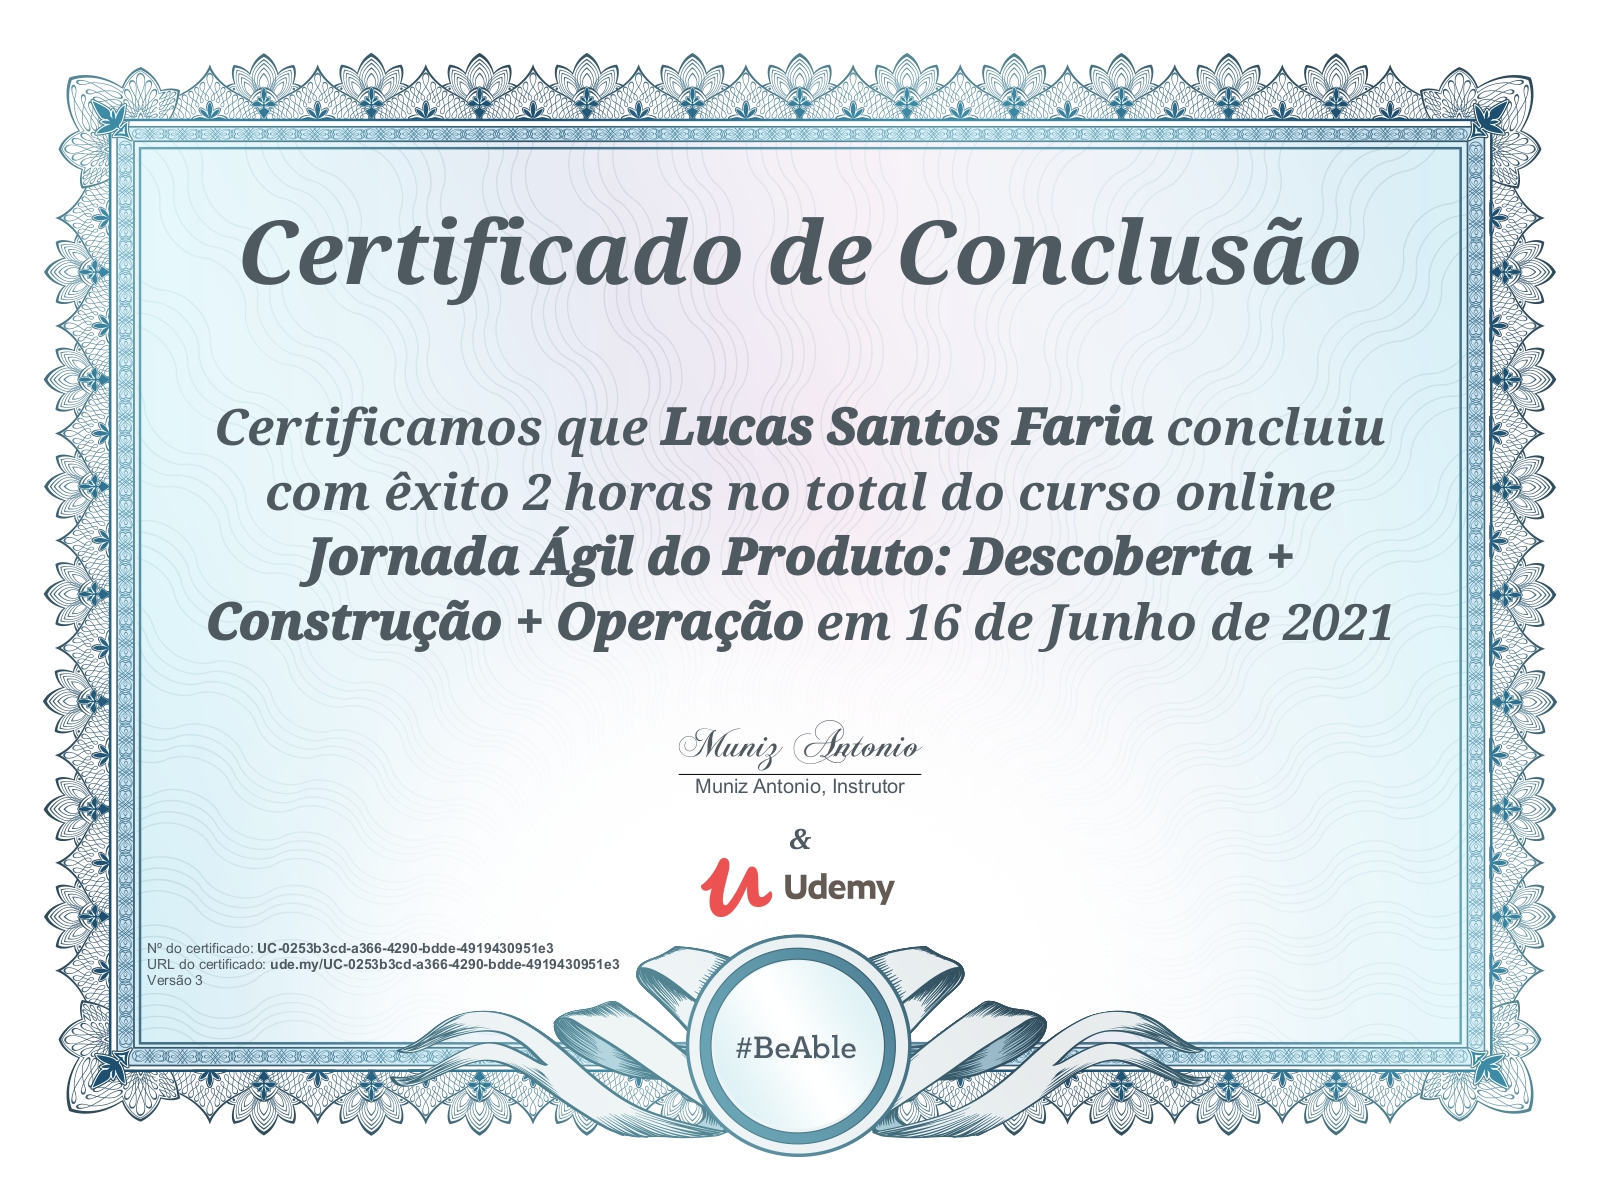 Certificado de Conclusão
Certificamos que Lucas Santos Faria concluiu
com êxito 2 horas no total do curso online
Jornada Ágil do Produto: Descoberta +
Construção + Operação em 16 de Junho de 2021
Muniz Antonio
Muniz Antonio, Instrutor
&
Udemy
Nº do certificado: UC-0253b3cd-a366-4290-bdde-4919430951e3
URL do certificado: ude.my/UC-0253b3cd-a366-4290-bdde-4919430951e3
Versão 3
#BeAble